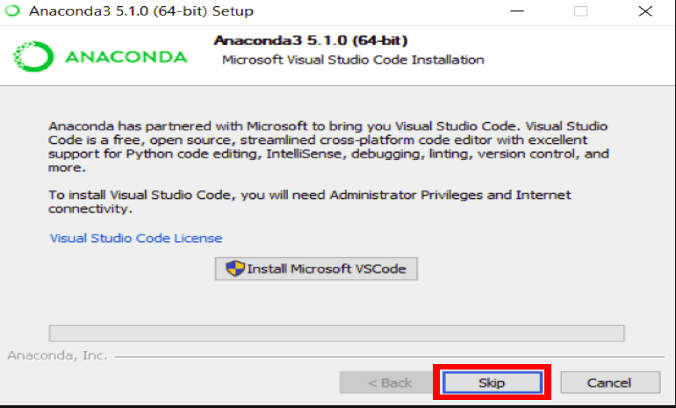 Anaconda3 5.1.0 (64-bit) Setup
Anaconda3 5.1.0 (64-bit)
ANACONDA
Microsoft Visual Studio Code Installation
Anaconda has partnered with Microsoft to bring you Visual Studio Code. Visual Studio
Code is a free, open source, streamlined cross-platform code editor with excellent
support for Python code editing, IntelliSense, debugging, linting, version control, and
more.
To install Visual Studio Code, you will need Administrator Privileges and Internet
connectivity.
Visual Studio Code License
Install Microsoft VSCode
Anaconda, Inc.
< Back
Skip
Cancel